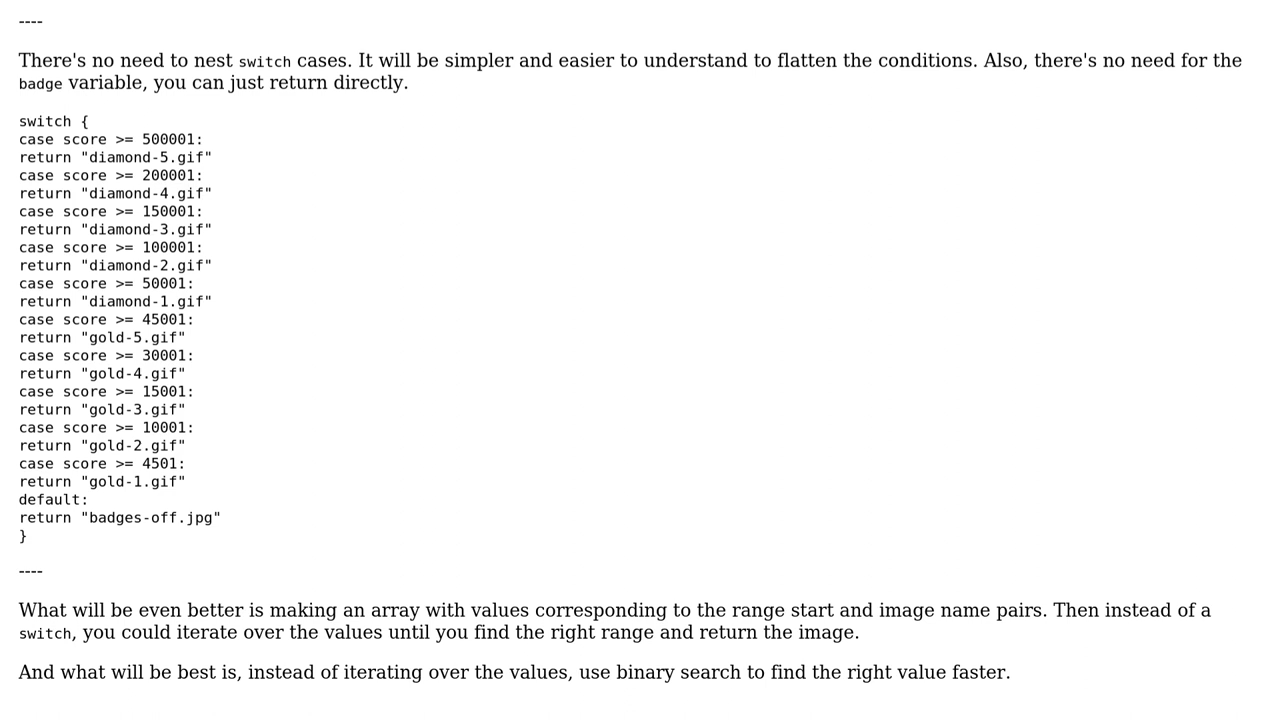 ----
There's no need to nest switch cases. It will be simpler and easier to understand to flatten the conditions. Also, there's no need for the
badge variable, you can just return directly.
switch {
case score >= 500001:
return "diamond-5.gif"
case score >= 200001:
return "diamond-4.gif"
case score >= 150001:
return "diamond-3.gif"
case score >= 100001:
return "diamond-2.gif"
case score >= 50001:
return "diamond-1.gif"
case score >= 45001:
return "gold-5.gif"
case score >= 30001:
return "gold-4.gif"
case score >= 15001:
return "gold-3.gif"
case score >= 10001:
return "gold-2.gif"
case score >= 4501:
return "gold-1.gif"
default:
return "badges-off.jpg"
}
----
What will be even better is making an array with values corresponding to the range start and image name pairs. Then instead of a
switch, you could iterate over the values until you find the right range and return the image.
And what will be best is, instead of iterating over the values, use binary search to find the right value faster.